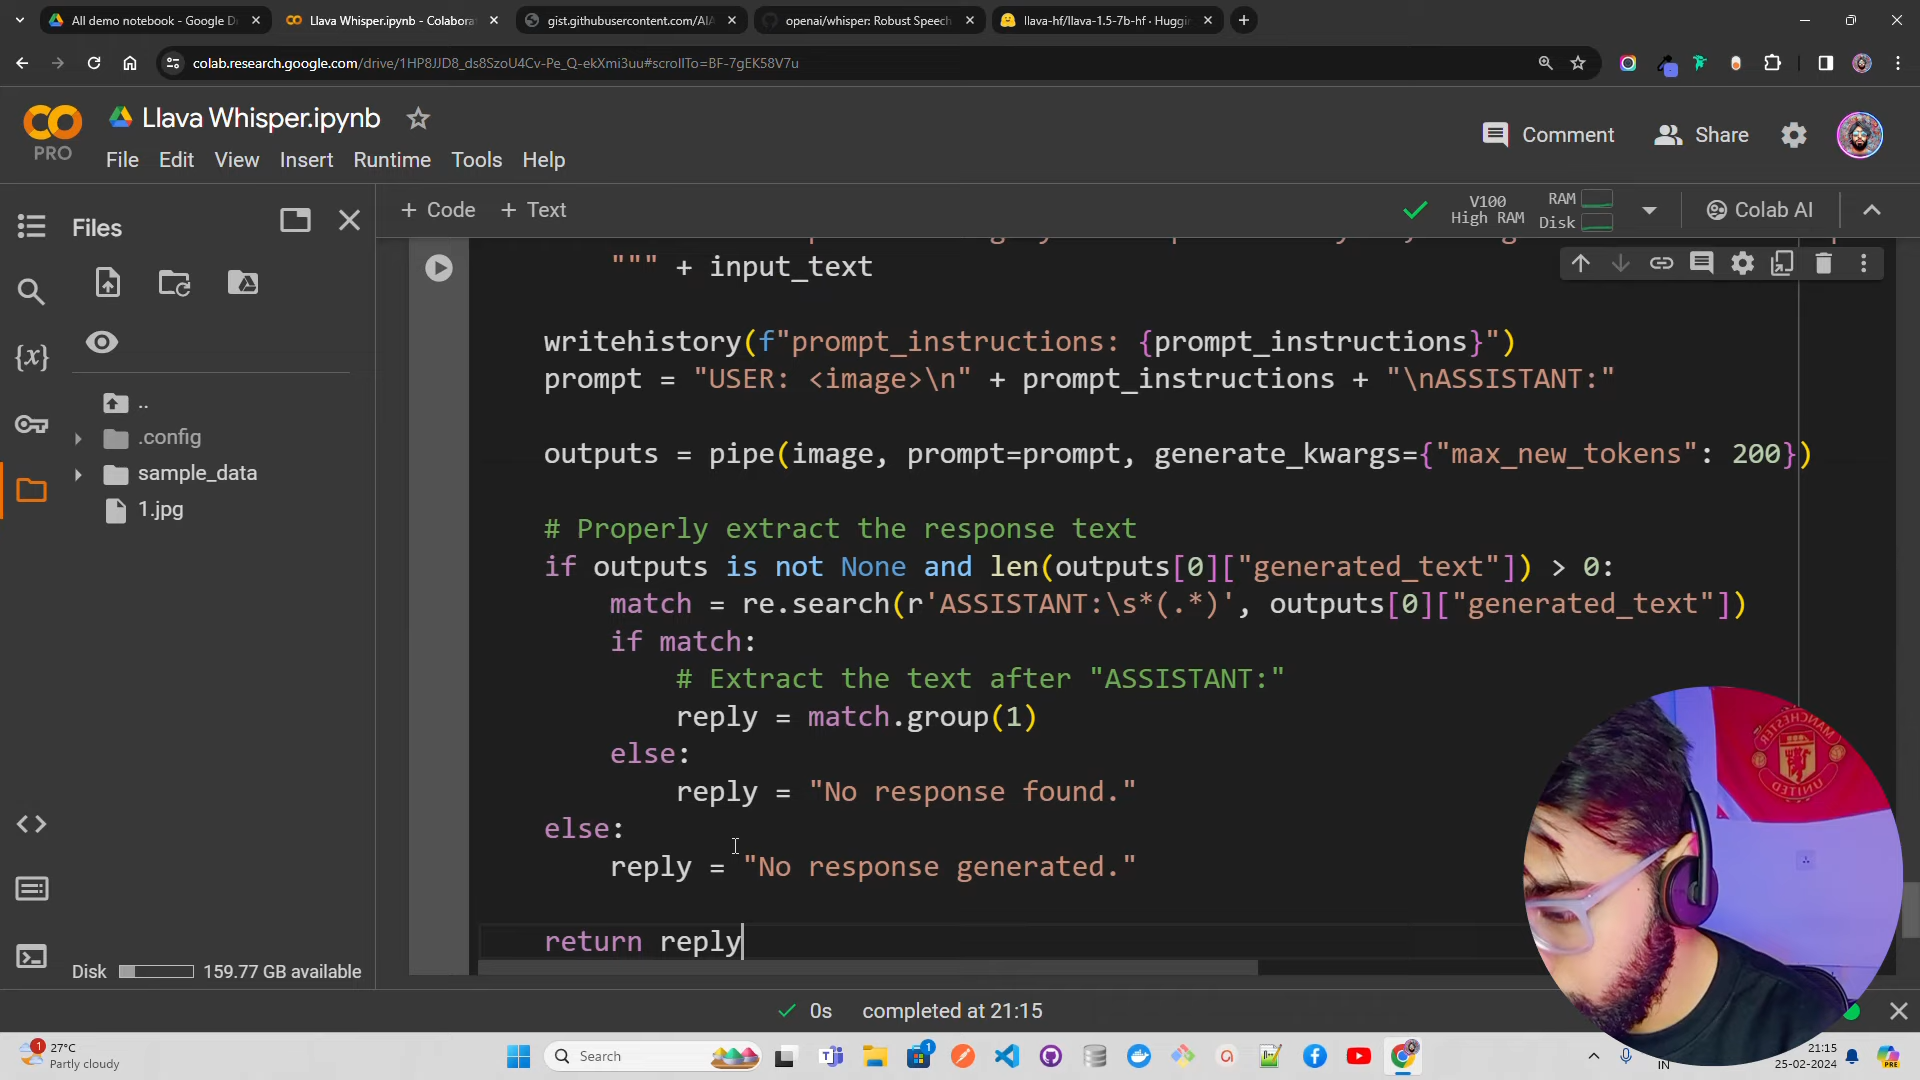 All demo notebook - Google D
Llava Whisper.ipynb - Colabora
gist.githubusercontent.com/AIA
openai/whisper: Robust Speech
llava-hf/llava-1.5-7b-hf · Huggin
colab.research.google.com/drive/1HP8JJD8_ds8SzoU4Cv-Pe_Q-ekXmi3uu#scrollTo=BF-7gEK58V7u
CO
PRO
Llava Whisper.ipynb
File Edit View Insert Runtime Tools Help
Comment
Share
Files
+ Code + Text
V100
High RAM
RAM
Disk
Colab AI
..
.config
sample_data
1.jpg
{x}
""" + input_text
writehistory(f"prompt_instructions: {prompt_instructions}")
prompt = "USER: <image>\n" + prompt_instructions + "\nASSISTANT:"
outputs = pipe(image, prompt=prompt, generate_kwargs={"max_new_tokens": 200})
# Properly extract the response text
if outputs is not None and len(outputs[0]["generated_text"]) > 0:
match = re.search(r'ASSISTANT:\s*(.*)', outputs[0]["generated_text"])
if match:
# Extract the text after "ASSISTANT:"
reply = match.group(1)
else:
reply = "No response found."
else:
reply = "No response generated."
return reply
MANCHESTER
UNITED
Disk 159.77 GB available
0s completed at 21:15
1
27°C
Partly cloudy
Search
1
IN
21:15
25-02-2024
PRE